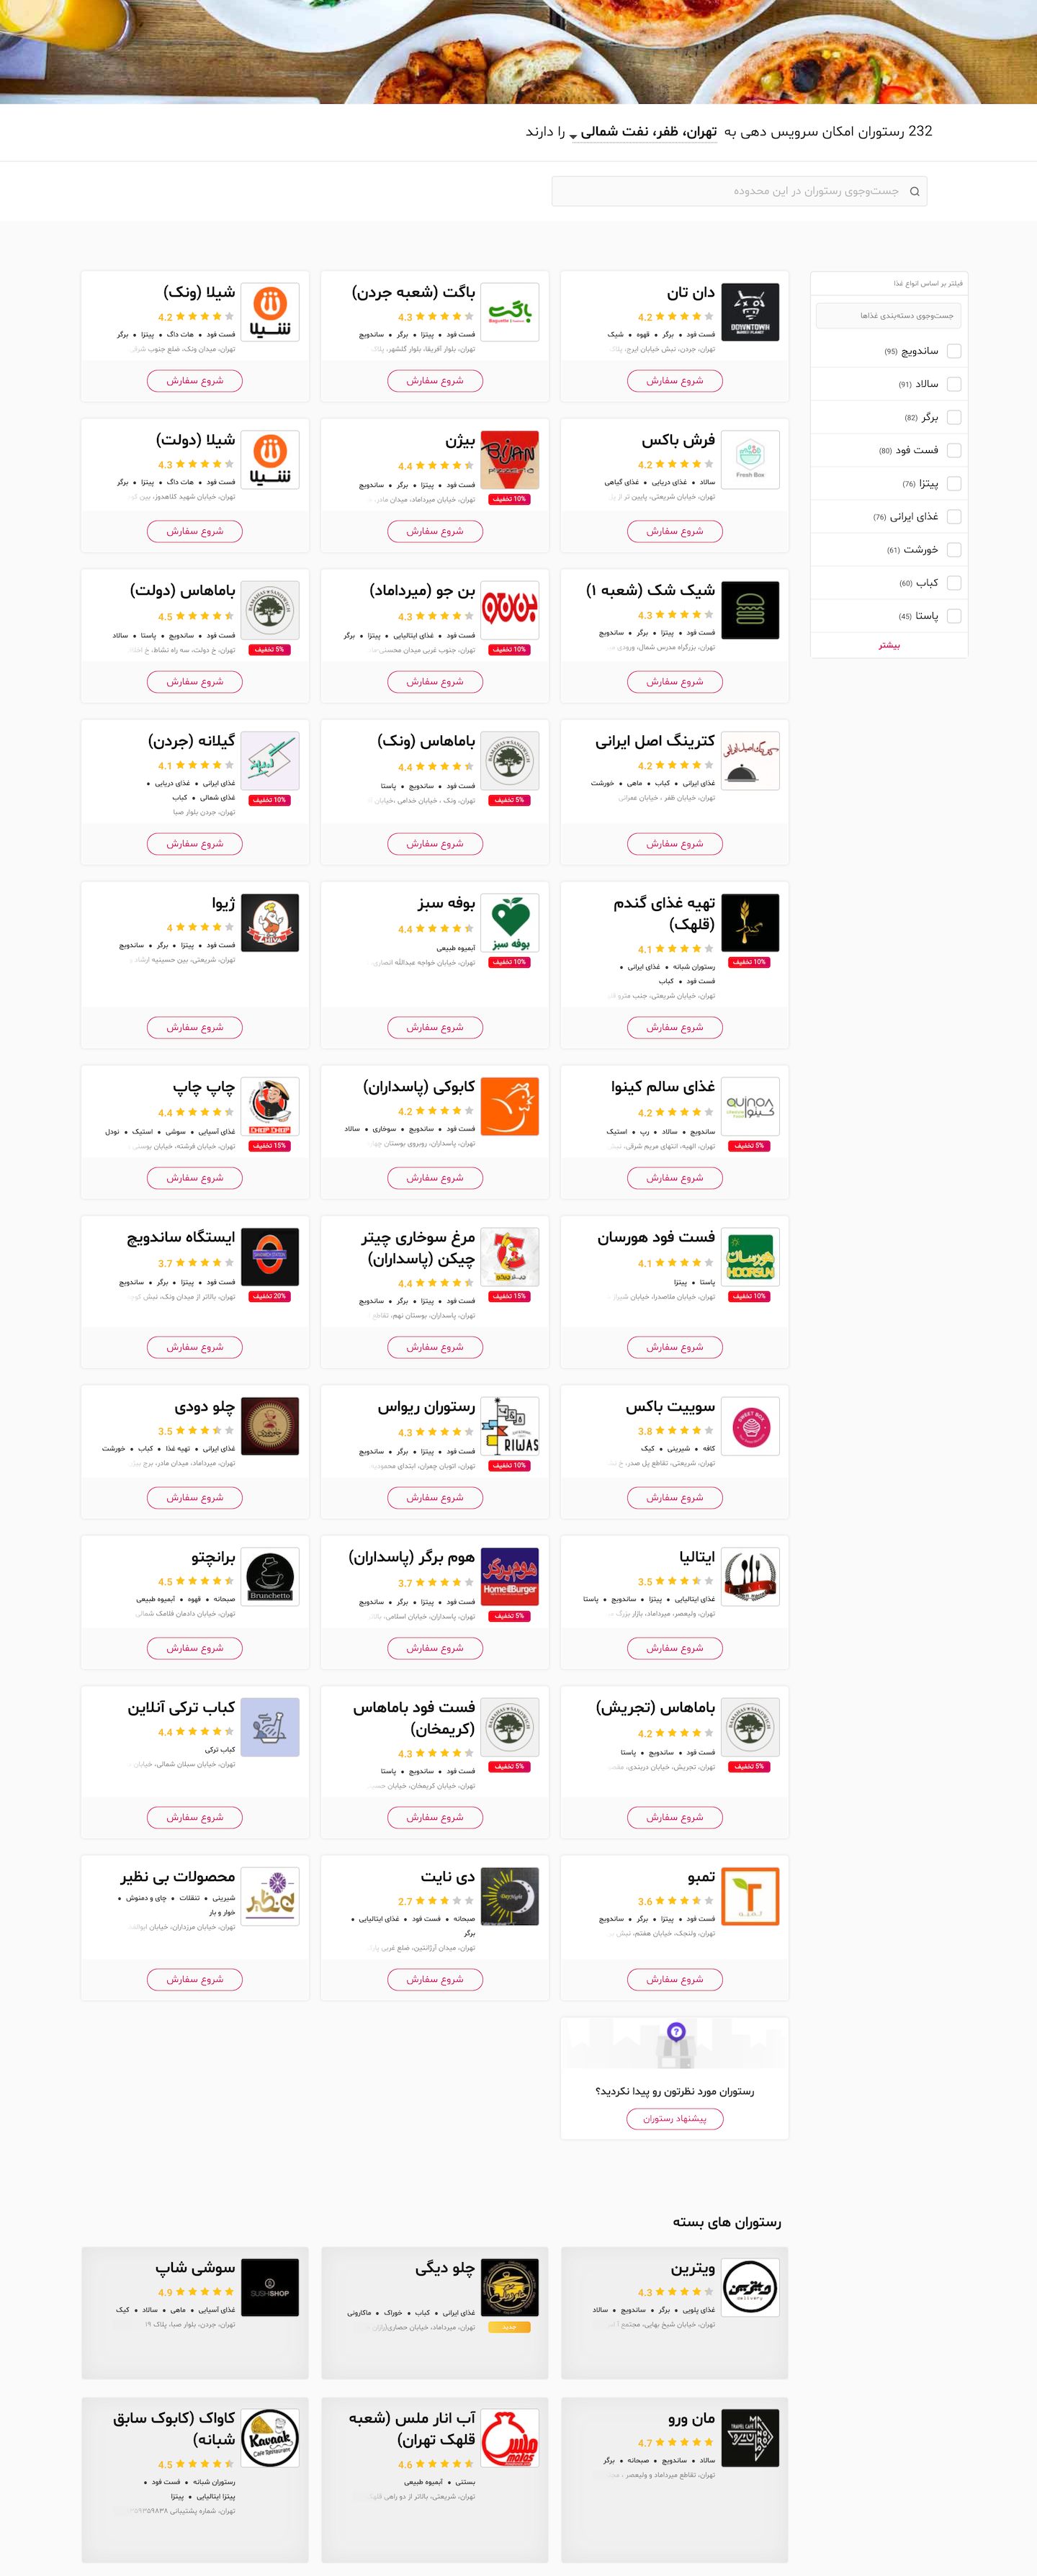 232 رستوران امکان سرویس دهی به تهران، ظفر، نفت شمالی را دارند
جست‌وجوی رستوران در این محدوده
فیلتر بر اساس انواع غذا
جست‌وجوی دسته‌بندی غذاها
ساندویچ (95)
سالاد (91)
برگر (82)
فست فود (80)
پیتزا (76)
غذای ایرانی (76)
خورشت (61)
کباب (60)
پاستا (45)
بیشتر
دان تان
4.2
فست فود • برگر • قهوه • شیک
تهران، جردن، نبش خیابان ایرج، پلاک
شروع سفارش
باگت (شعبه جردن)
4.3
فست فود • پیتزا • برگر • ساندویچ
تهران، بلوار آفریقا، بلوار گلشهر، پلاک
شروع سفارش
شیلا (ونک)
4.2
فست فود • هات داگ • پیتزا • برگر
تهران، میدان ونک، ضلع جنوب شرقی
شروع سفارش
فرش باکس
4.2
سالاد • غذای دریایی • غذای گیاهی
تهران، خیابان شریعتی، پایین تر از پل
شروع سفارش
بیژن
4.4
10% تخفیف
فست فود • پیتزا • برگر • ساندویچ
تهران، خیابان میرداماد، میدان مادر،
شروع سفارش
شیلا (دولت)
4.3
فست فود • هات داگ • پیتزا • برگر
تهران، خیابان شهید کلاهدوز، بین
شروع سفارش
شیک شک (شعبه ۱)
4.3
فست فود • پیتزا • برگر • ساندویچ
تهران، بزرگراه مدرس شمال، ورودی
شروع سفارش
بن جو (میرداماد)
4.3
10% تخفیف
فست فود • غذای ایتالیایی • پیتزا • برگر
تهران، جنوب غربی میدان محسنی
شروع سفارش
باماهاس (دولت)
4.5
5% تخفیف
فست فود • ساندویچ • پاستا • سالاد
تهران، خ دولت، سه راه نشاط، خ
شروع سفارش
کترینگ اصل ایرانی
4.2
غذای ایرانی • کباب • ماهی • خورشت
تهران، خیابان ظفر ، خیابان عمرانی
شروع سفارش
باماهاس (ونک)
4.4
5% تخفیف
فست فود • ساندویچ • پاستا
تهران، ونک ، خیابان خدامی ،خیابان
شروع سفارش
گیلانه (جردن)
4.1
10% تخفیف
غذای ایرانی • غذای دریایی •
غذای شمالی • کباب
تهران، جردن بلوار صبا
شروع سفارش
تهیه غذای گندم
(قلهک)
4.1
10% تخفیف
رستوران شبانه • غذای ایرانی •
فست فود • کباب
تهران، خیابان شریعتی، جنب مترو
شروع سفارش
بوفه سبز
4.4
10% تخفیف
آبمیوه طبیعی
تهران، خیابان خواجه عبدالله انصاری،
شروع سفارش
ژیوا
4
فست فود • پیتزا • برگر • ساندویچ
تهران، شریعتی، بین حسینیه ارشاد
شروع سفارش
غذای سالم کینوا
4.2
5% تخفیف
ساندویچ • سالاد • رپ • استیک
تهران، الهیه، انتهای مریم شرقی،
شروع سفارش
کابوکی (پاسداران)
4.2
فست فود • ساندویچ • سوخاری • سالاد
تهران، پاسداران، روبروی بوستان
شروع سفارش
چاپ چاپ
4.4
15% تخفیف
غذای آسیایی • سوشی • استیک • نودل
تهران، خیابان فرشته، خیابان بوسنی
شروع سفارش
فست فود هورسان
4.1
10% تخفیف
پاستا • پیتزا
تهران، خیابان ملاصدرا، خیابان شیراز
شروع سفارش
مرغ سوخاری چیتر
چیکن (پاسداران)
4.4
15% تخفیف
فست فود • پیتزا • برگر • ساندویچ
تهران، پاسداران، بوستان نهم، تقاطع
شروع سفارش
ایستگاه ساندویچ
3.7
20% تخفیف
فست فود • پیتزا • برگر • ساندویچ
تهران، بالاتر از میدان ونک، نبش
شروع سفارش
سوییت باکس
3.8
کافه • شیرینی • کیک
تهران، شریعتی، تقاطع پل صدر، خ
شروع سفارش
رستوران ریواس
4.3
10% تخفیف
فست فود • پیتزا • برگر • ساندویچ
تهران، اتوبان چمران، ابتدای
شروع سفارش
چلو دودی
3.5
غذای ایرانی • تهیه غذا • کباب • خورشت
تهران، میرداماد، میدان مادر، برج
شروع سفارش
ایتالیا
3.5
غذای ایتالیایی • پیتزا • ساندویچ • پاستا
تهران، ولیعصر، میرداماد، بازار بزرگ
شروع سفارش
هوم برگر (پاسداران)
3.7
5% تخفیف
فست فود • پیتزا • برگر • ساندویچ
تهران، پاسداران، خیابان اسلامی،
شروع سفارش
برانچتو
4.5
صبحانه • قهوه • آبمیوه طبیعی
تهران، خیابان دادمان فلامک شمالی
شروع سفارش
باماهاس (تجریش)
4.2
5% تخفیف
فست فود • ساندویچ • پاستا
تهران، تجریش، خیابان دربندی،
شروع سفارش
فست فود باماهاس
(کریمخان)
4.3
5% تخفیف
فست فود • ساندویچ • پاستا
تهران، خیابان کریمخان، خیابان
شروع سفارش
کباب ترکی آنلاین
4.4
کباب ترکی
تهران، خیابان سبلان شمالی، خیابان
شروع سفارش
تمبو
3.6
فست فود • پیتزا • برگر • ساندویچ
تهران، ولنجک، خیابان هفتم، نبش
شروع سفارش
دی نایت
2.7
صبحانه • فست فود • غذای ایتالیایی •
برگر
تهران، میدان آرژانتین، ضلع غربی
شروع سفارش
محصولات بی نظیر
شیرینی • تنقلات • چای و دمنوش •
خوار و بار
تهران، خیابان مرزداران، خیابان
شروع سفارش
رستوران مورد نظرتون رو پیدا نکردید؟
پیشنهاد رستوران
رستوران های بسته
ویترین
4.3
غذای پلویی • برگر • ساندویچ • سالاد
تهران، خیابان شیخ بهایی، مجتمع
چلو دیگی
جدید
غذای ایرانی • کباب • خوراک • ماکارونی
تهران، میرداماد، خیابان حصاری(رازان
سوشی شاپ
4.9
غذای آسیایی • ماهی • سالاد • کیک
تهران، جردن، بلوار صبا، پلاک ۱۹
مان ورو
4.7
سالاد • ساندویچ • صبحانه • برگر
تهران، تقاطع میرداماد و ولیعصر ،
آب انار ملس (شعبه
قلهک تهران)
4.6
بستنی • آبمیوه طبیعی
تهران، شریعتی، بالاتر از دو راهی
کاواک (کابوک سابق
شبانه)
4.5
رستوران شبانه • فست فود •
پیتزا ایتالیایی • پیتزا
تهران، شماره پشتیبانی